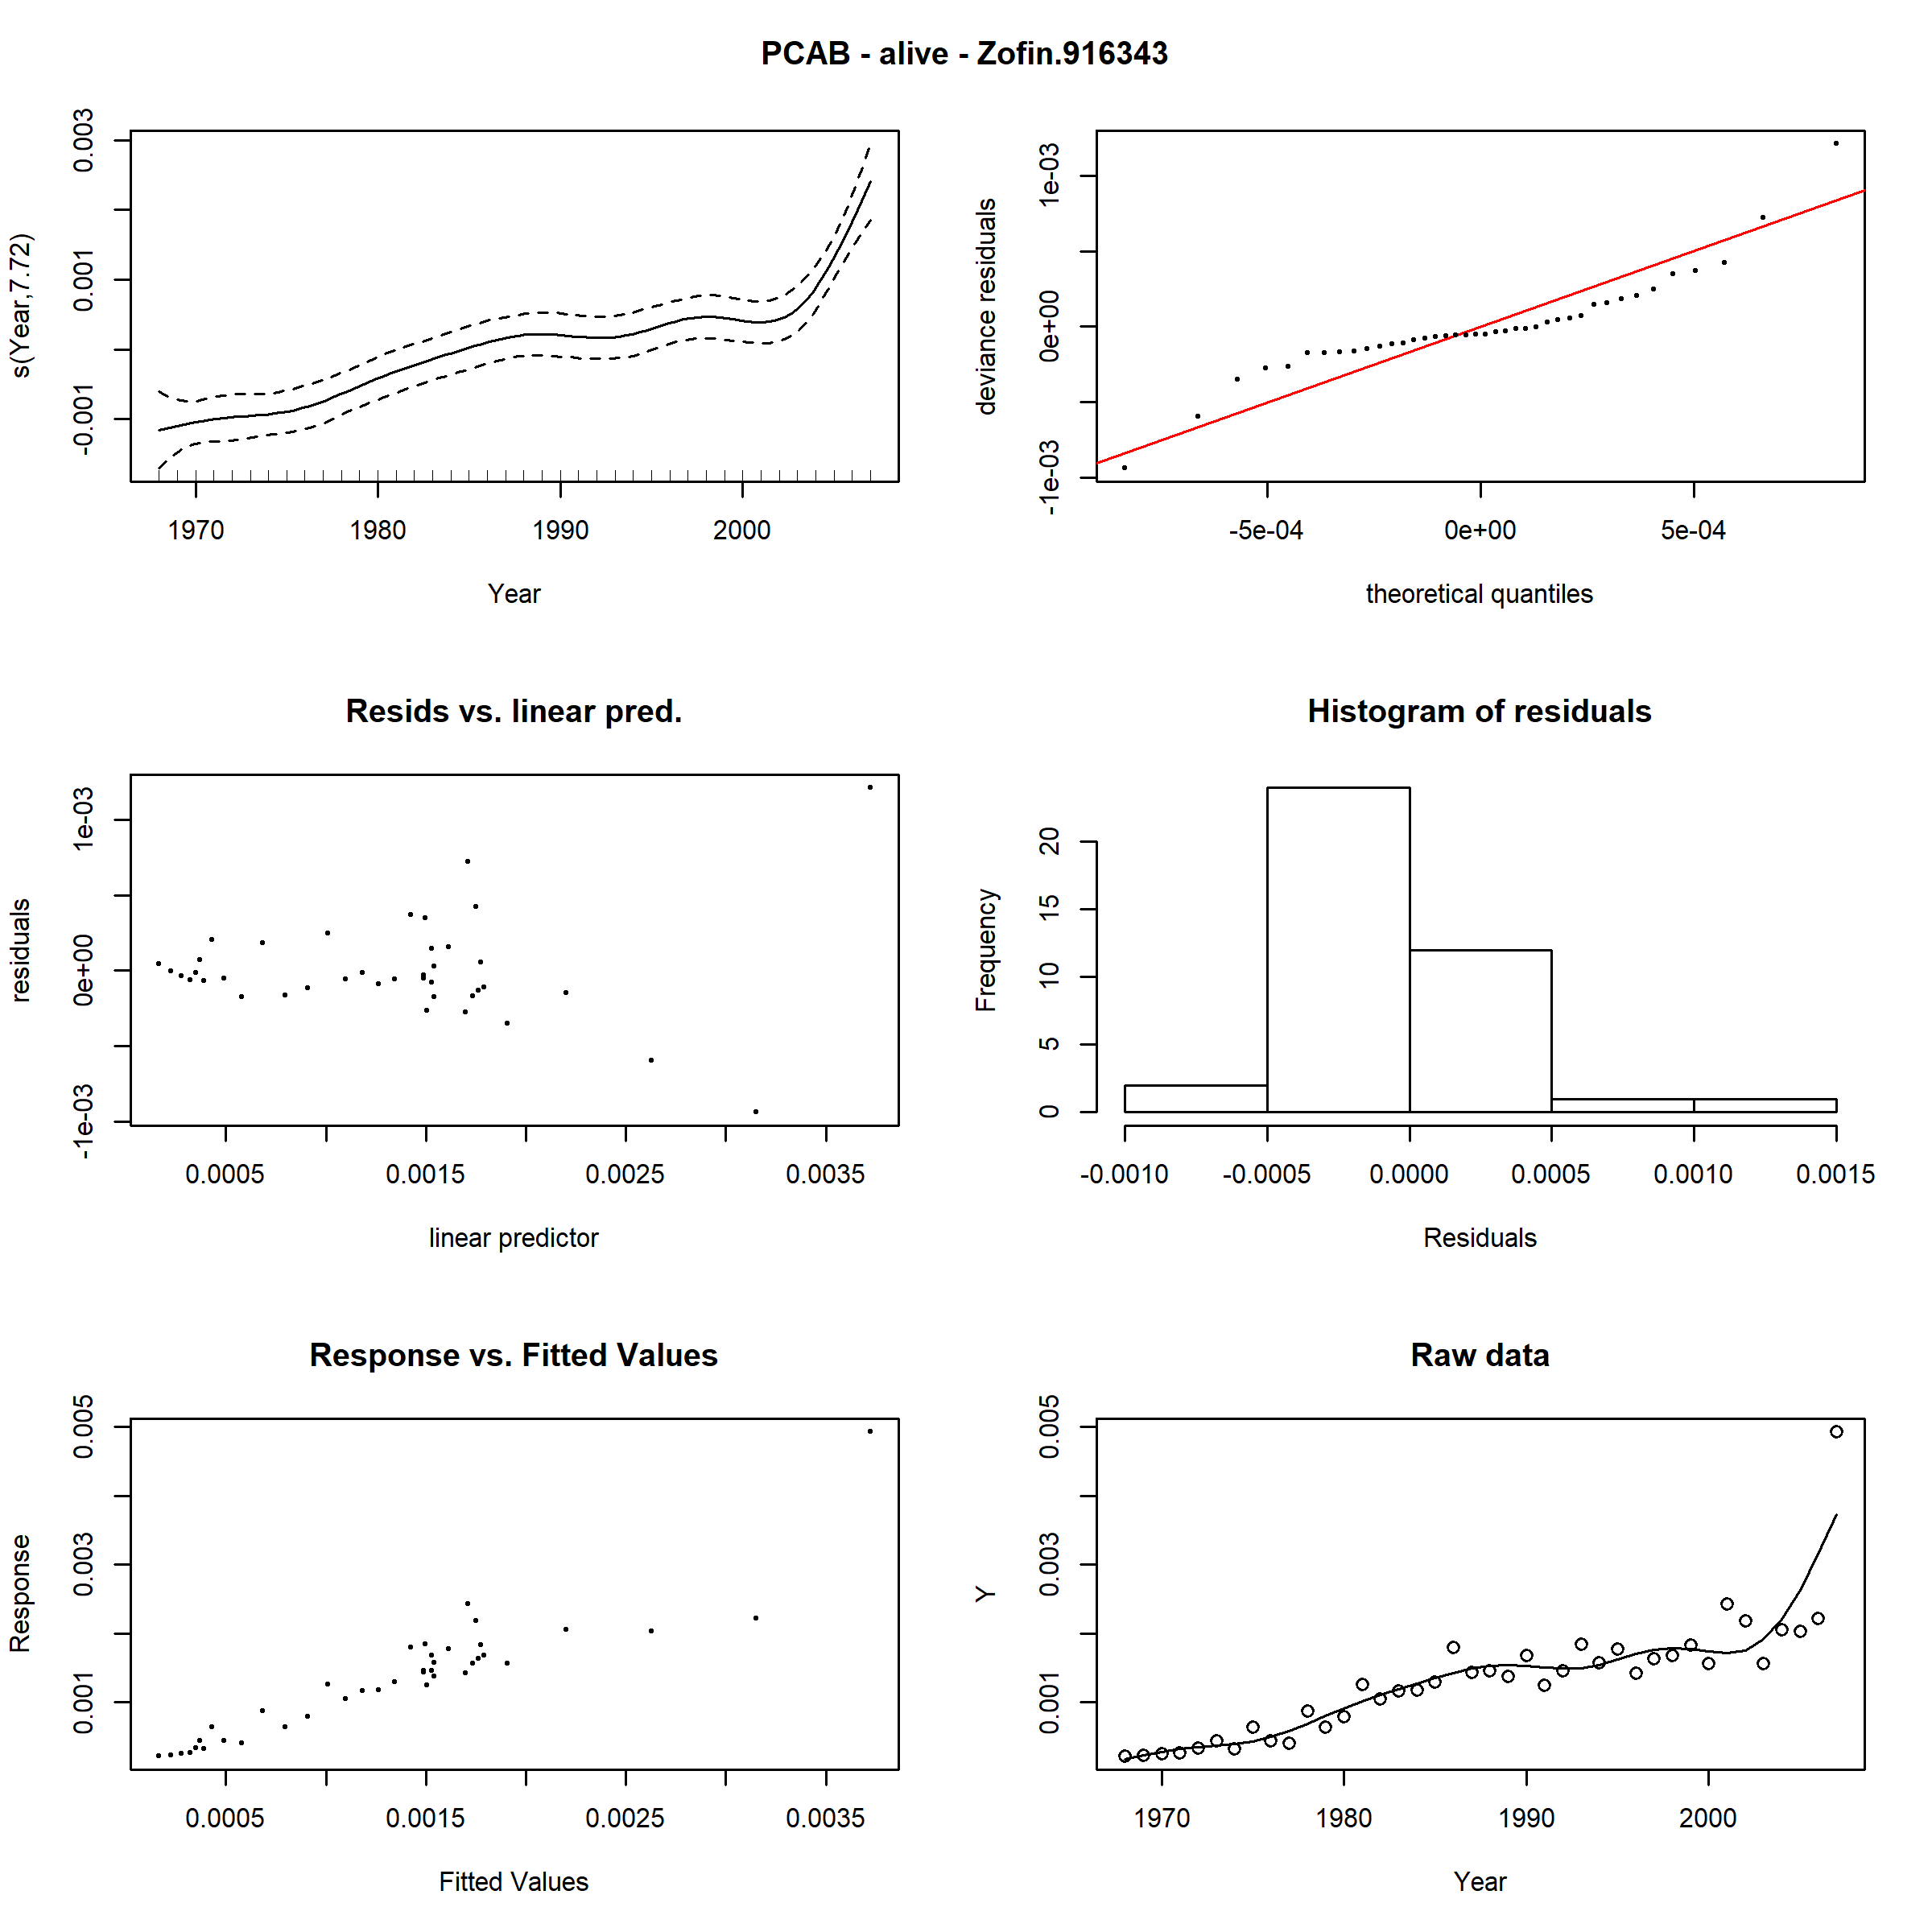 PCAB - alive - Zofin.916343
s(Year,7.72)
-0.001 0.001 0.003
1970 1980 1990 2000
Year
deviance residuals
-1e-03 0e+00 1e-03
-5e-04 0e+00 5e-04
theoretical quantiles
Resids vs. linear pred.
residuals
-1e-03 0e+00 1e-03
0.0005 0.0015 0.0025 0.0035
linear predictor
Histogram of residuals
Frequency
0 5 10 15 20
-0.0010 -0.0005 0.0000 0.0005 0.0010 0.0015
Residuals
Response vs. Fitted Values
Response
0.001 0.003 0.005
0.0005 0.0015 0.0025 0.0035
Fitted Values
Raw data
Y
0.001 0.003 0.005
1970 1980 1990 2000
Year